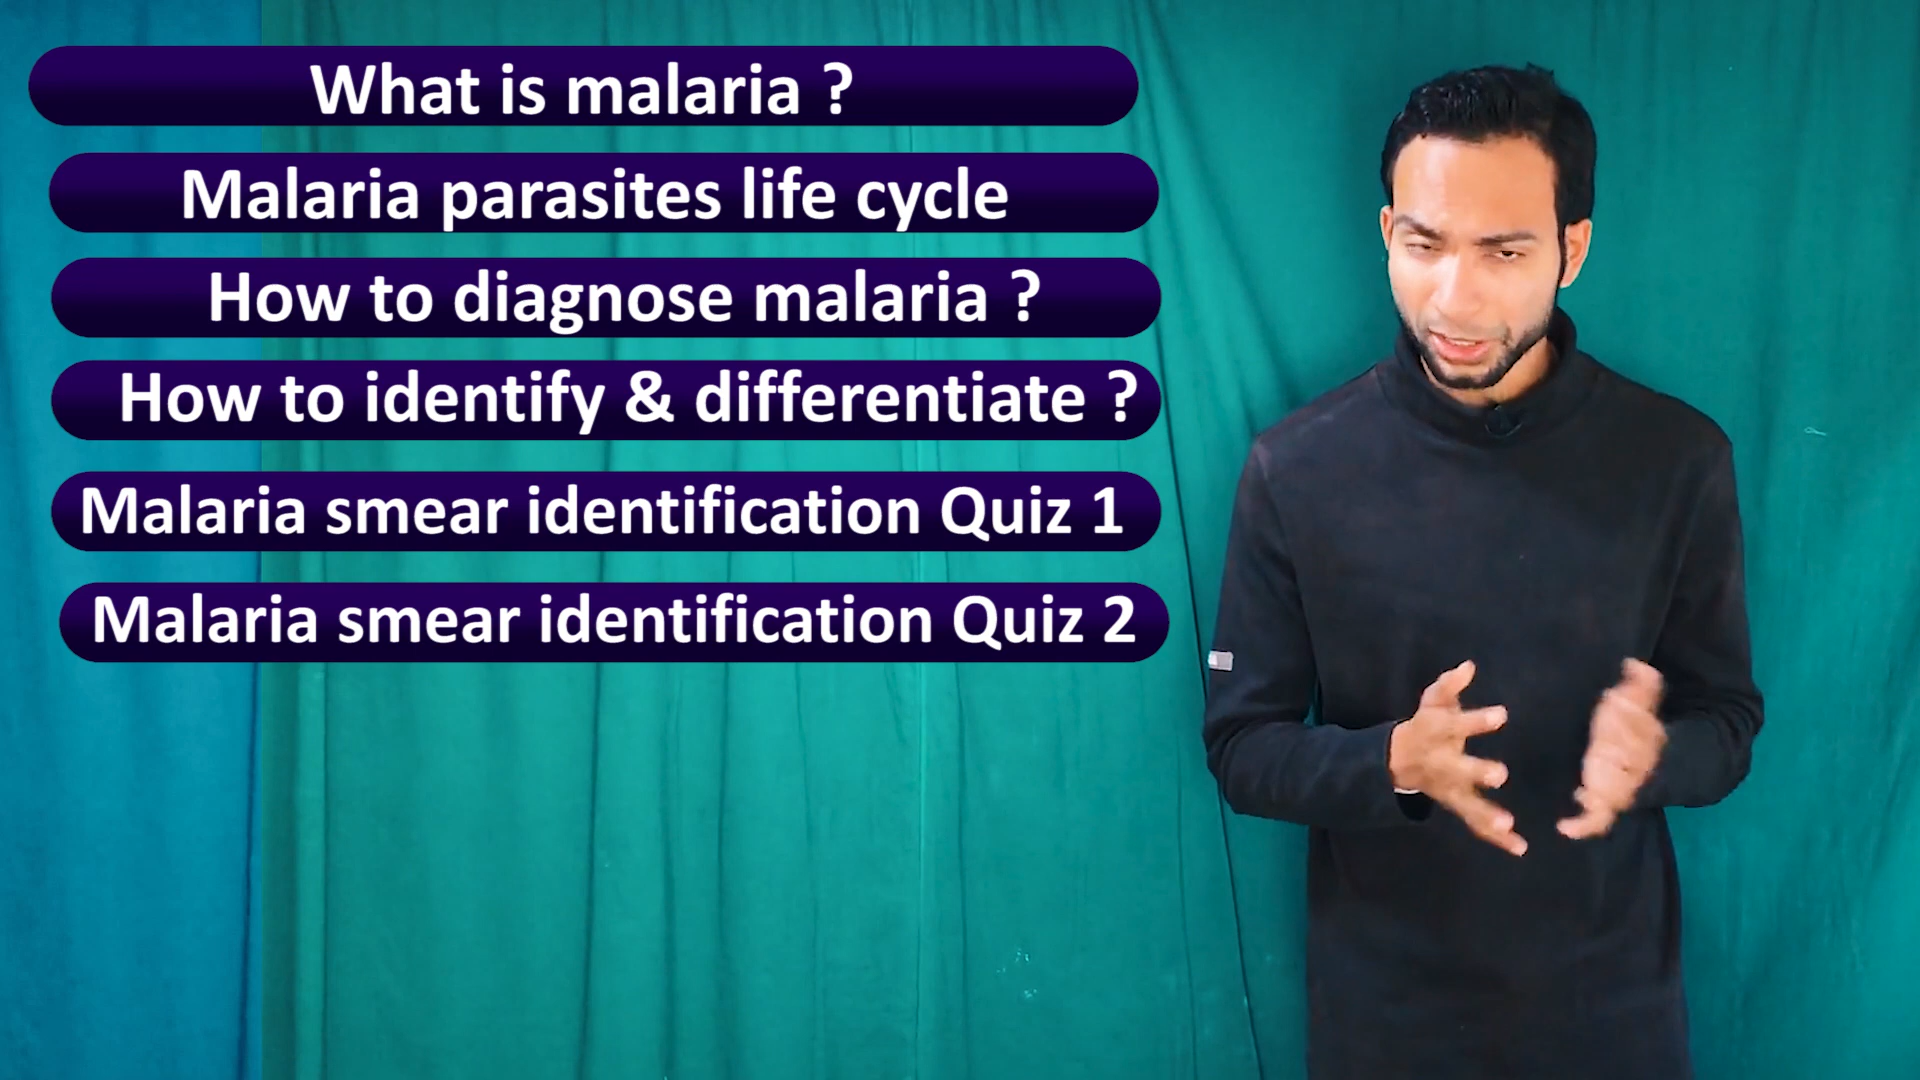 What is malaria ?
Malaria parasites life cycle
How to diagnose malaria ?
How to identify & differentiate ?
Malaria smear identification Quiz 1
Malaria smear identification Quiz 2